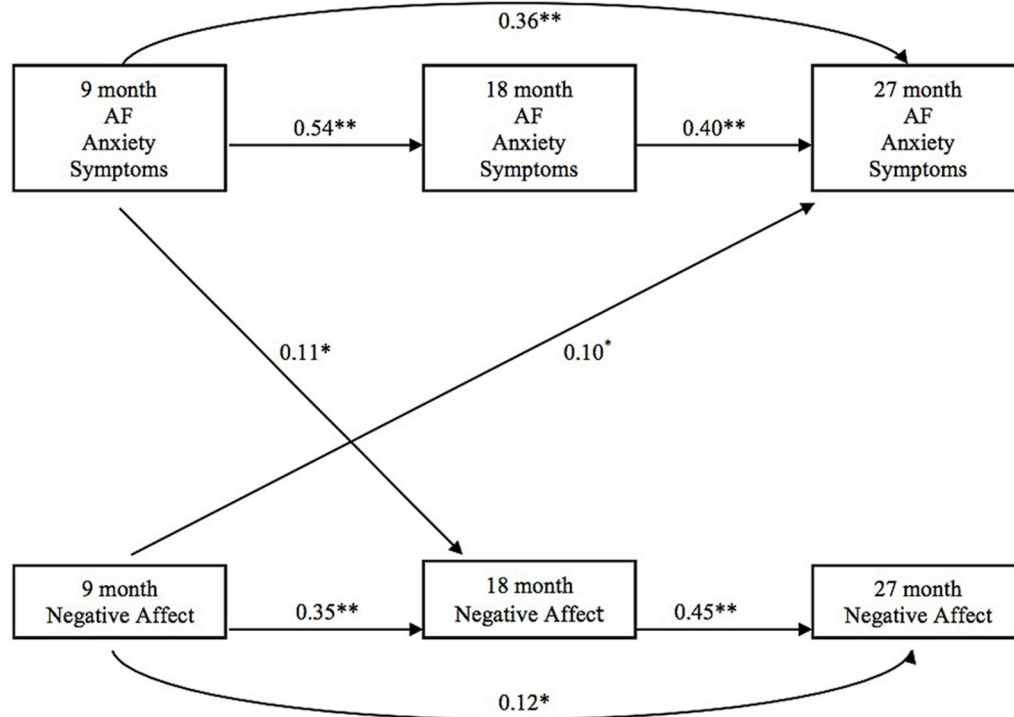 0.36**
9 month
AF
Anxiety
Symptoms
0.54**
18 month
AF
Anxiety
Symptoms
0.40**
27 month
AF
Anxiety
Symptoms
0.11*
0.10*
9 month
Negative Affect
0.35**
18 month
Negative Affect
0.45**
27 month
Negative Affect
0.12*